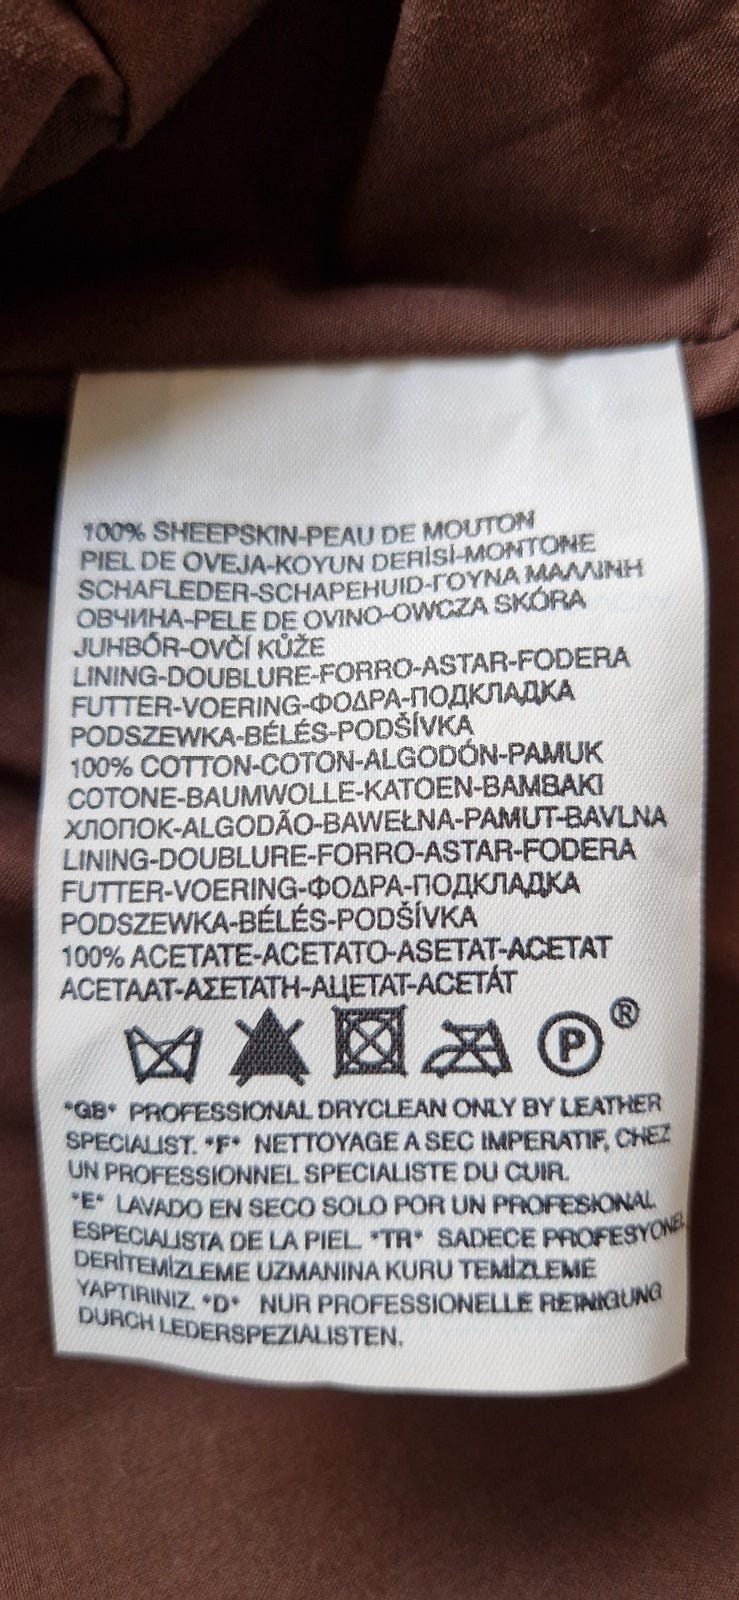 100% SHEEPSKIN-PEAU DE MOUTON
PIEL DE OVEJA-KOYUN DERİSİ-MONTONE
SCHAFLEDER-SCHAPEHUID-ΓΟΥΝΑ ΜΑΛΛΙΝΗ
ОВЧИНА-PELE DE OVINO-OWCZA SKÓRA
JUHBŐR-OVČÍ KŮŽE
LINING-DOUBLURE-FORRO-ASTAR-FODERA
FUTTER-VOERING-ΦΟΔΡΑ-ПОДКЛАДКА
PODSZEWKA-BÉLÉS-PODŠÍVKA
100% COTTON-COTON-ALGODÓN-PAMUK
COTONE-BAUMWOLLE-KATOEN-BAMBAKI
ХЛОПОК-ALGODÃO-BAWEŁNA-PAMUT-BAVLNA
LINING-DOUBLURE-FORRO-ASTAR-FODERA
FUTTER-VOERING-ΦΟΔΡΑ-ПОДКЛАДКА
PODSZEWKA-BÉLÉS-PODŠÍVKA
100% ACETATE-ACETATO-ASETAT-ACETAT
ACETAAT-ΑΣΕΤΑΤΗ-АЦЕТАТ-ACETÁT
P ®
*GB* PROFESSIONAL DRYCLEAN ONLY BY LEATHER
SPECIALIST. *F* NETTOYAGE A SEC IMPERATIF, CHEZ
UN PROFESSIONNEL SPECIALISTE DU CUIR.
*E* LAVADO EN SECO SOLO POR UN PROFESIONAL
ESPECIALISTA DE LA PIEL. *TR* SADECE PROFESYONEL
DERİTEMİZLEME UZMANINA KURU TEMİZLEME
YAPTIRINIZ. *D* NUR PROFESSIONELLE REINIGUNG
DURCH LEDERSPEZIALISTEN.